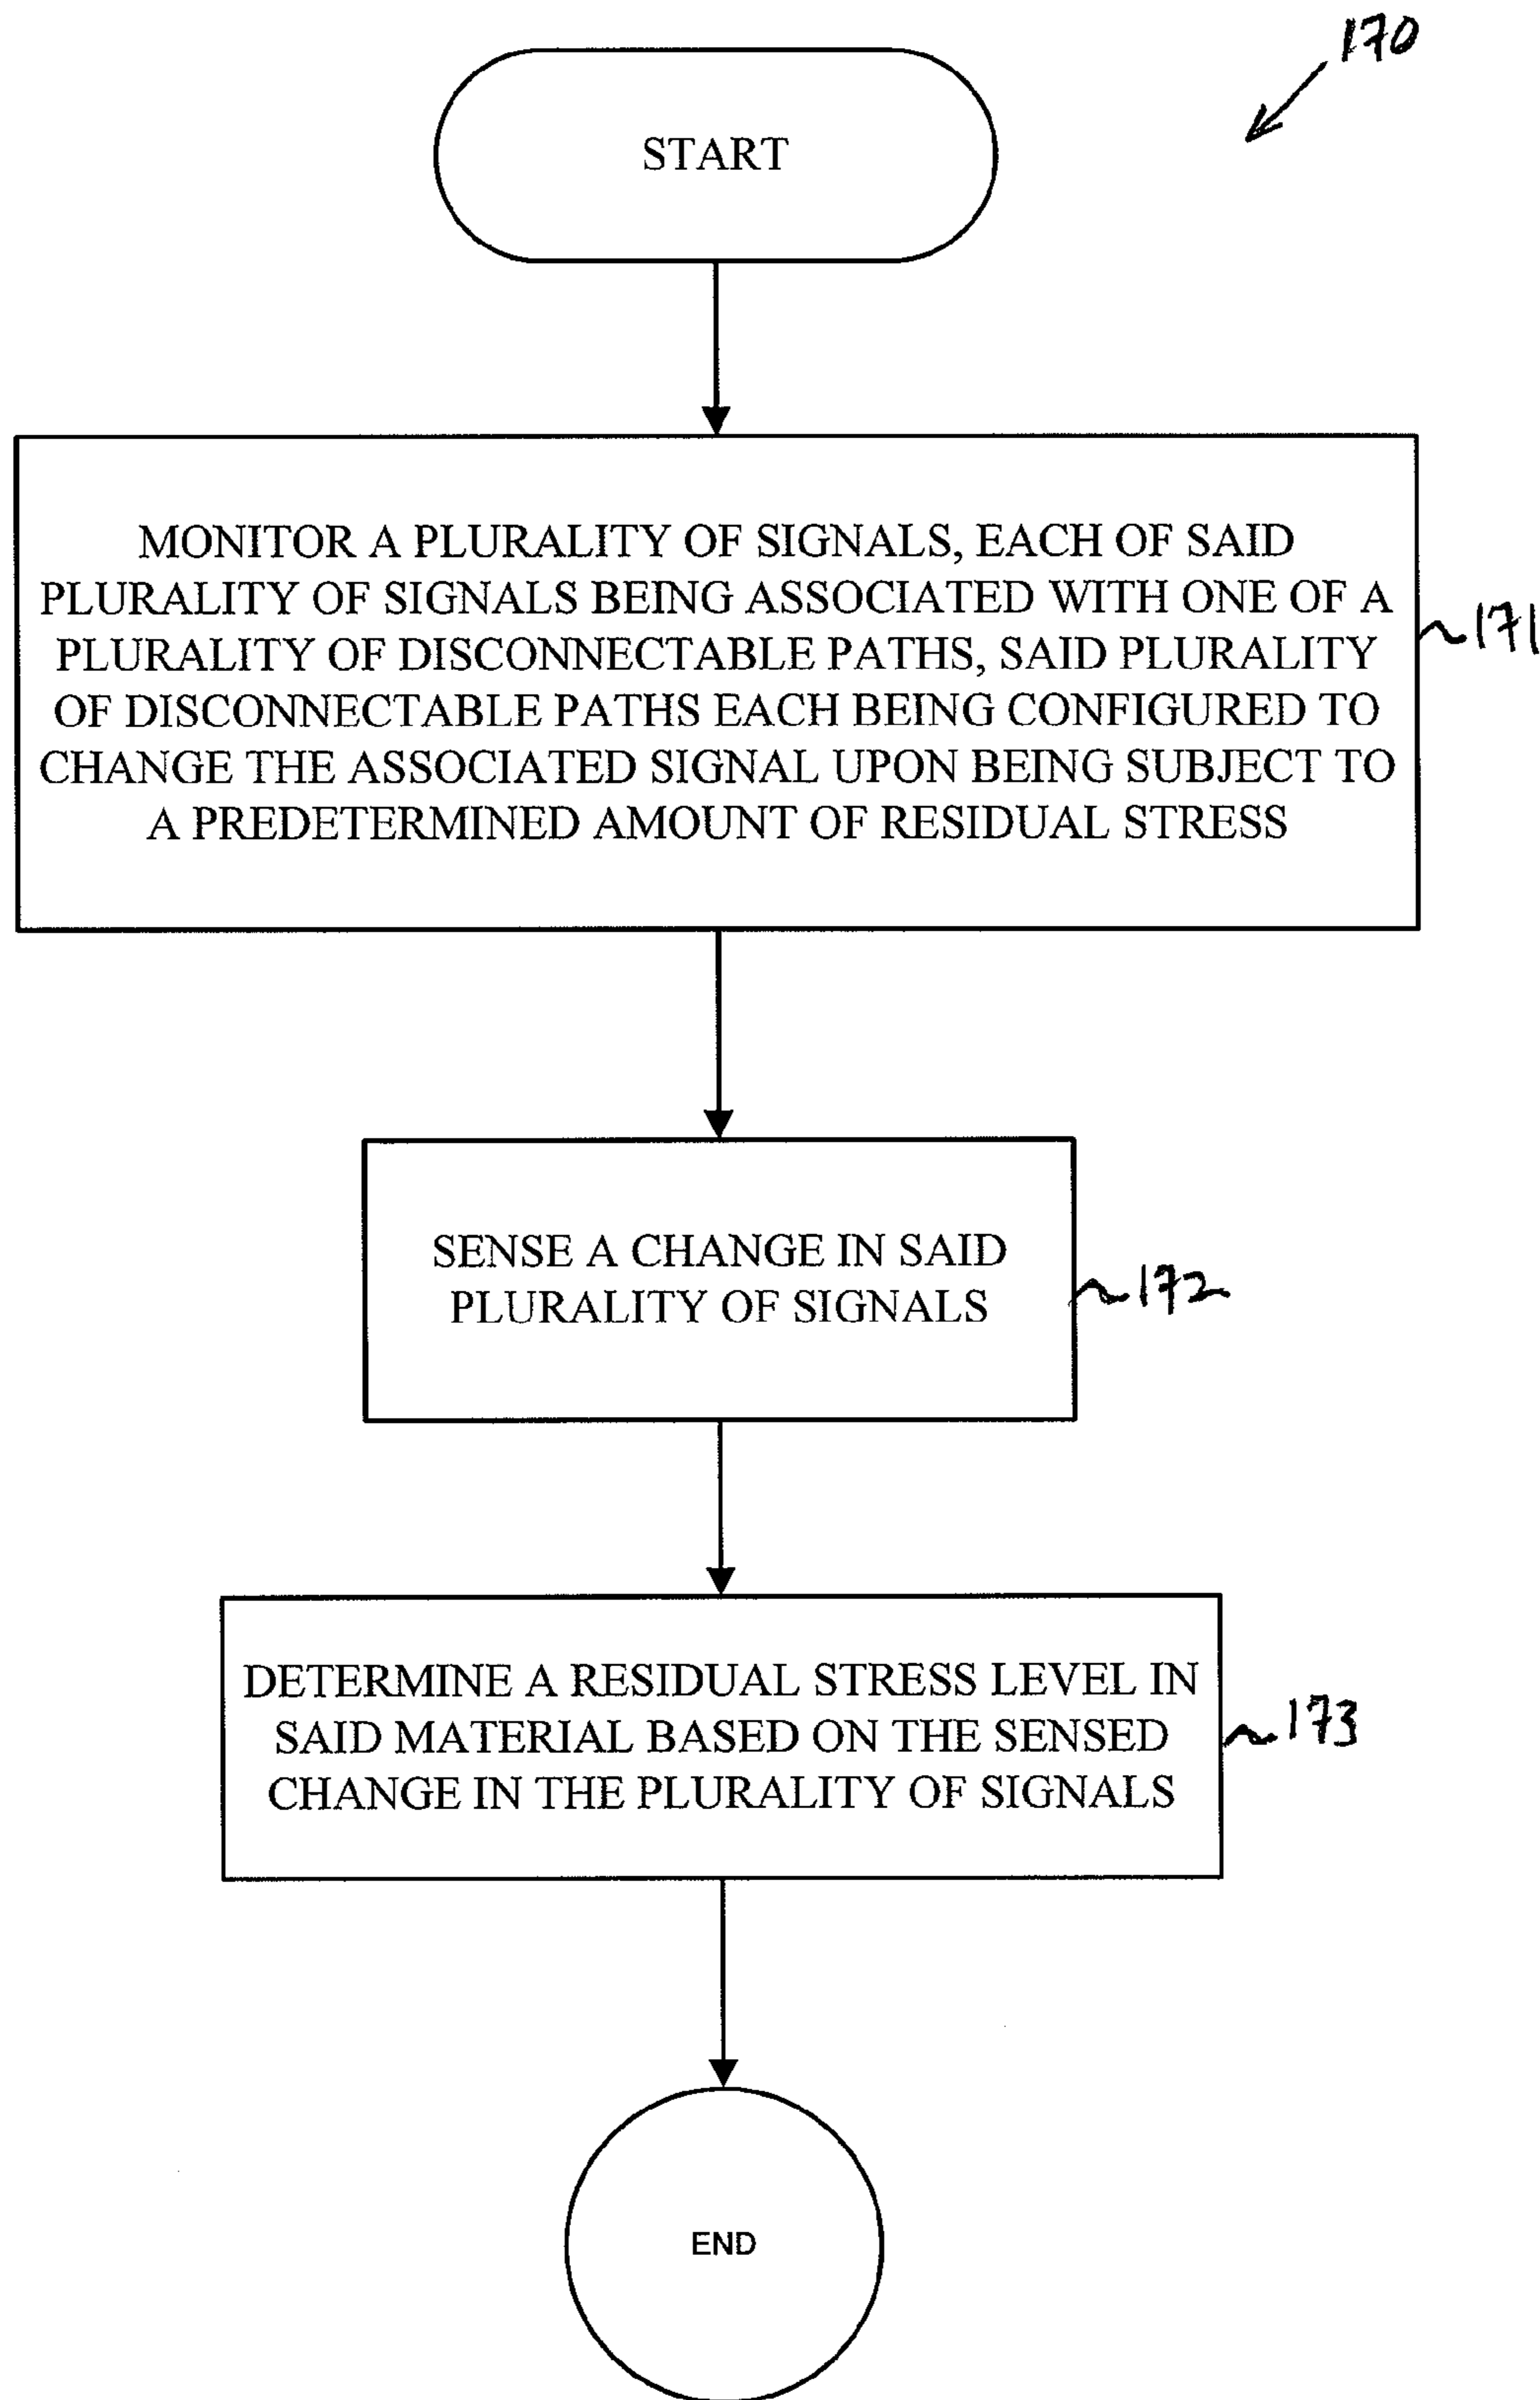 170
START
MONITOR A PLURALITY OF SIGNALS, EACH OF SAID
PLURALITY OF SIGNALS BEING ASSOCIATED WITH ONE OF A
PLURALITY OF DISCONNECTABLE PATHS, SAID PLURALITY
OF DISCONNECTABLE PATHS EACH BEING CONFIGURED TO
CHANGE THE ASSOCIATED SIGNAL UPON BEING SUBJECT TO
A PREDETERMINED AMOUNT OF RESIDUAL STRESS
171
SENSE A CHANGE IN SAID
PLURALITY OF SIGNALS
172
DETERMINE A RESIDUAL STRESS LEVEL IN
SAID MATERIAL BASED ON THE SENSED
CHANGE IN THE PLURALITY OF SIGNALS
173
END